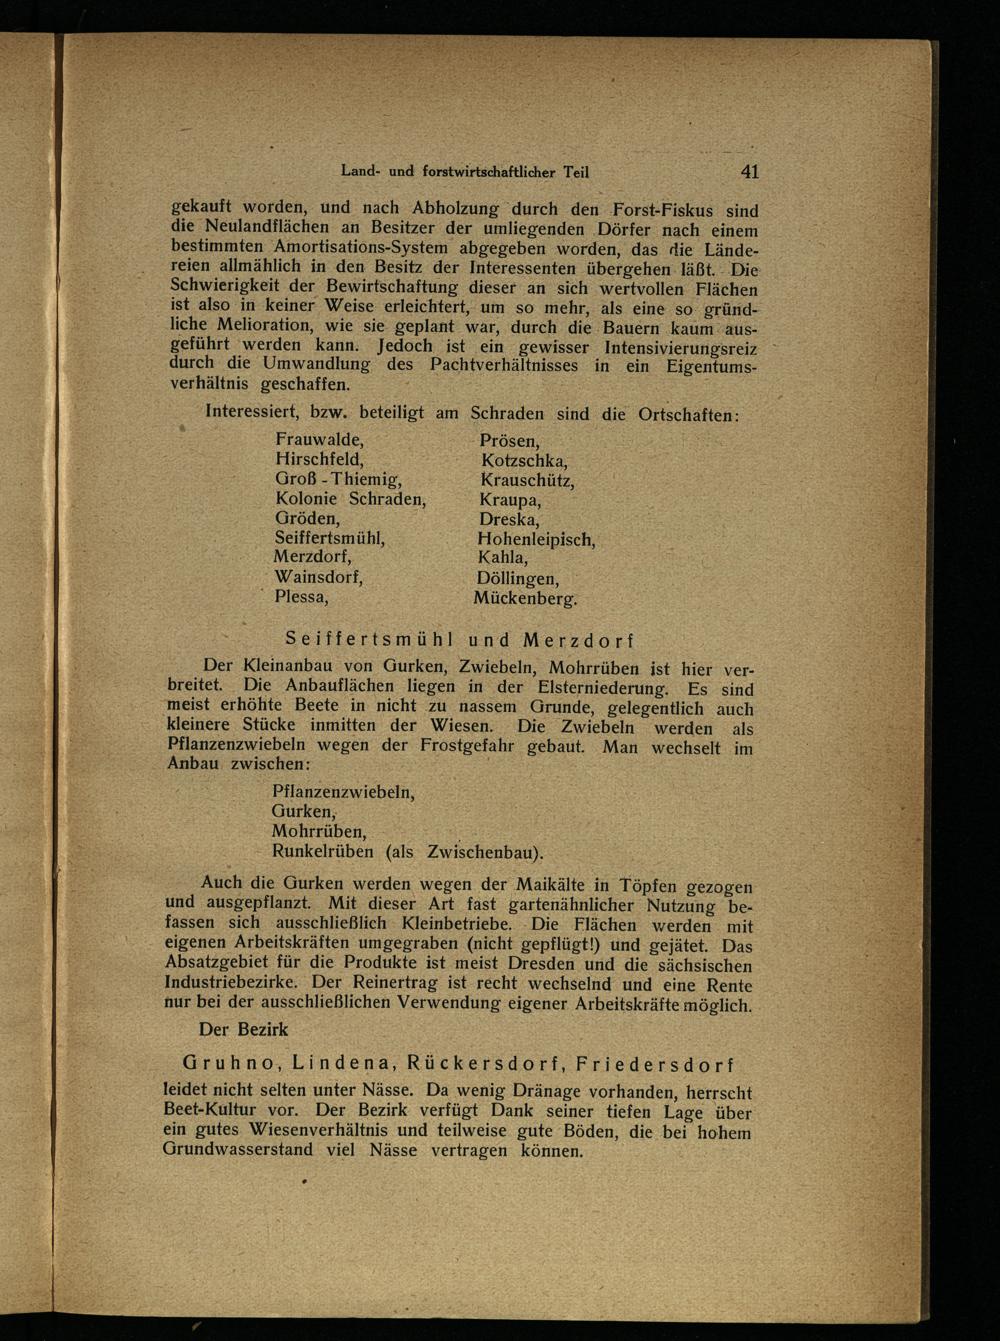 Land- und forstwirtschaftlicher Teil 41
gekauft worden, und nach Abholzung durch den Forst-Fiskus sind
die Neulandflächen an Besitzer der umliegenden Dörfer nach einem
bestimmten Amortisations-System abgegeben worden, das die Lände-
reien allmählich in den Besitz der Interessenten übergehen läßt. Die
Schwierigkeit der Bewirtschaftung dieser an sich wertvollen Flächen
ist also in keiner Weise erleichtert, um so mehr, als eine so gründ-
liche Melioration, wie sie geplant war, durch die Bauern kaum aus-
geführt werden kann. Jedoch ist ein gewisser Intensivierungsreiz
durch die Umwandlung des Pachtverhältnisses in ein Eigentums-
verhältnis geschaffen.
Interessiert, bzw. beteiligt am Schraden sind die Ortschaften:
Frauwalde,
Hirschfeld,
Groß-Thiemig,
Kolonie Schraden,
Gröden,
Seiffertsmühl,
Merzdorf,
Wainsdorf,
Plessa,
Prösen,
Kotzschka,
Krauschütz,
Kraupa,
Dreska,
Hohenleipisch,
Kahla,
Döllingen,
Mückenberg.
Seiffertsmühl und Merzdorf
Der Kleinanbau von Gurken, Zwiebeln, Mohrrüben ist hier ver-
breitet. Die Anbauflächen liegen in der Elsterniederung. Es sind
meist erhöhte Beete in nicht zu nassem Grunde, gelegentlich auch
kleinere Stücke inmitten der Wiesen. Die Zwiebeln werden als
Pflanzenzwiebeln wegen der Frostgefahr gebaut. Man wechselt im
Anbau zwischen:
Pflanzenzwiebeln,
Gurken,
Mohrrüben,
Runkelrüben (als Zwischenbau).
Auch die Gurken werden wegen der Maikälte in Töpfen gezogen
und ausgepflanzt. Mit dieser Art fast gartenähnlicher Nutzung be-
fassen sich ausschließlich Kleinbetriebe. Die Flächen werden mit
eigenen Arbeitskräften umgegraben (nicht gepflügt!) und gejätet. Das
Absatzgebiet für die Produkte ist meist Dresden und die sächsischen
Industriebezirke. Der Reinertrag ist recht wechselnd und eine Rente
nur bei der ausschließlichen Verwendung eigener Arbeitskräfte möglich.
Der Bezirk
Gruhno, Lindena, Rückersdorf, Friedersdorf
leidet nicht selten unter Nässe. Da wenig Dränage vorhanden, herrscht
Beet-Kultur vor. Der Bezirk verfügt Dank seiner tiefen Lage über
ein gutes Wiesenverhältnis und teilweise gute Böden, die bei hohem
Grundwasserstand viel Nässe vertragen können.